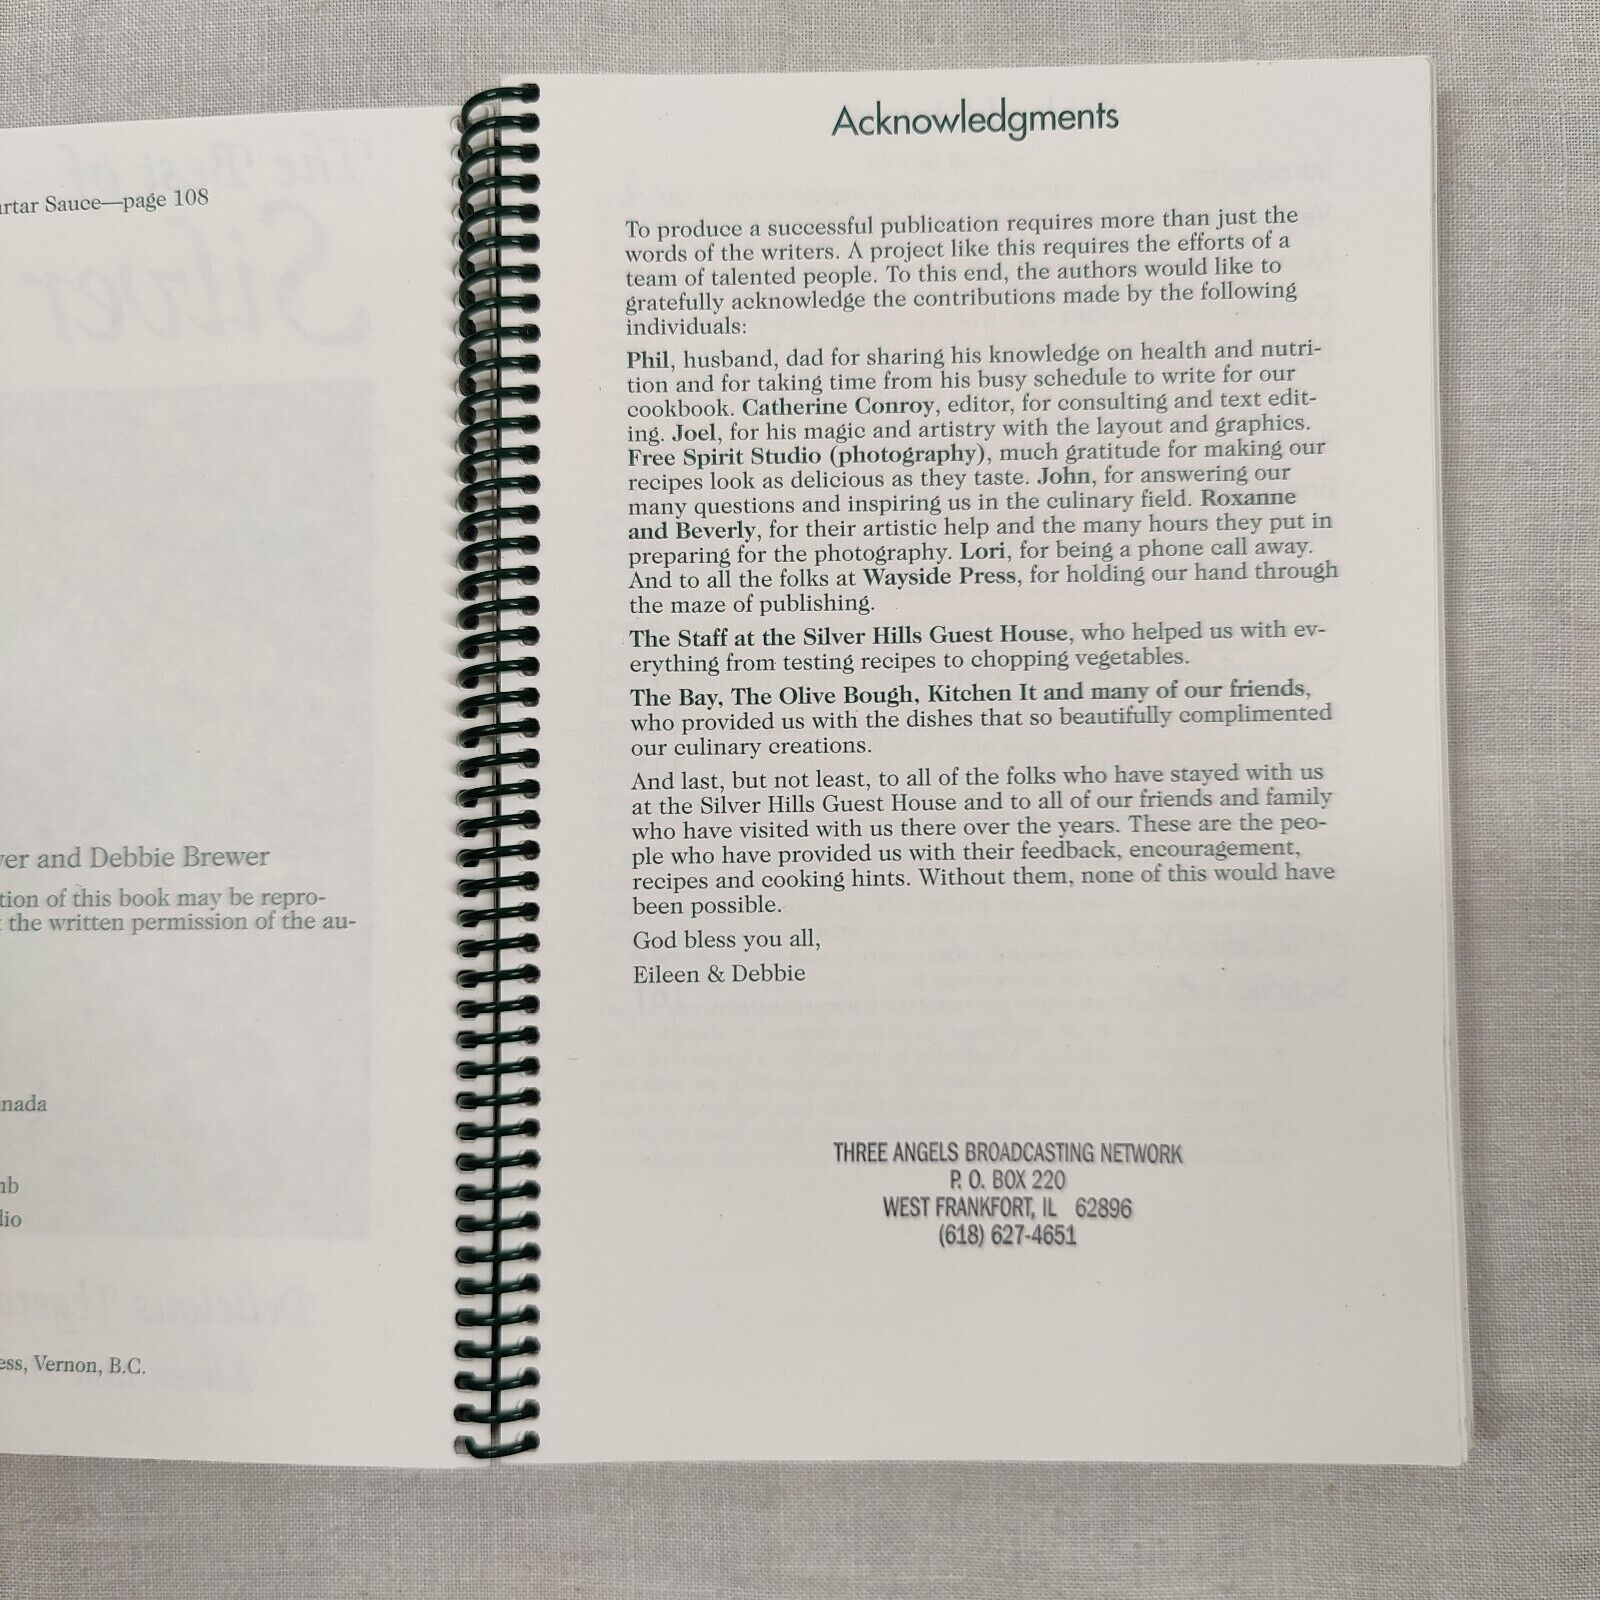 artar Sauce—page 108
ver and Debbie Brewer
tion of this book may be repro-
t the written permission of the au-
nada
mb
dio
ess, Vernon, B.C.
Acknowledgments
To produce a successful publication requires more than just the
words of the writers. A project like this requires the efforts of a
team of talented people. To this end, the authors would like to
gratefully acknowledge the contributions made by the following
individuals:
Phil, husband, dad for sharing his knowledge on health and nutri-
tion and for taking time from his busy schedule to write for our
cookbook. Catherine Conroy, editor, for consulting and text edit-
ing. Joel, for his magic and artistry with the layout and graphics.
Free Spirit Studio (photography), much gratitude for making our
recipes look as delicious as they taste. John, for answering our
many questions and inspiring us in the culinary field. Roxanne
and Beverly, for their artistic help and the many hours they put in
preparing for the photography. Lori, for being a phone call away.
And to all the folks at Wayside Press, for holding our hand through
the maze of publishing.
The Staff at the Silver Hills Guest House, who helped us with ev-
erything from testing recipes to chopping vegetables.
The Bay, The Olive Bough, Kitchen It and many of our friends,
who provided us with the dishes that so beautifully complimented
our culinary creations.
And last, but not least, to all of the folks who have stayed with us
at the Silver Hills Guest House and to all of our friends and family
who have visited with us there over the years. These are the peo-
ple who have provided us with their feedback, encouragement,
recipes and cooking hints. Without them, none of this would have
been possible.
God bless you all,
Eileen & Debbie
THREE ANGELS BROADCASTING NETWORK
P. O. BOX 220
WEST FRANKFORT, IL 62896
(618) 627-4651